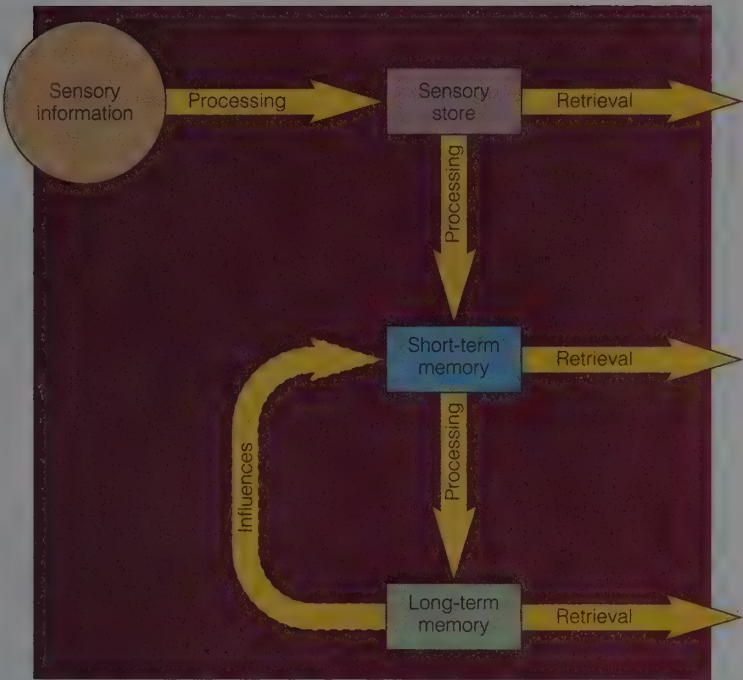 Sensory
information
Processing
Sensory
store
Retrieval
Processing
Short-term
memory
Retrieval
Influences
Processing
Long-term
memory
Retrieval